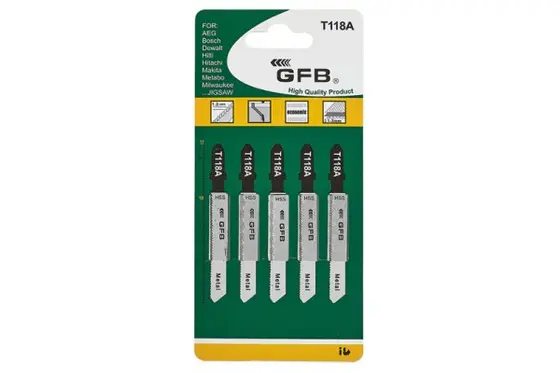 T118A
FOR:
AEG
Bosch
Dewalt
Hilti
Hitachi
Makita
Metabo
Milwaukee
...JIGSAW
GFB®
High Quality Product
economic
T118A
T118A
T118A
T118A
T118A
HSS
HSS
HSS
HSS
HSS
GFB
GFB
GFB
GFB
GFB
Metal
Metal
Metal
Metal
Metal